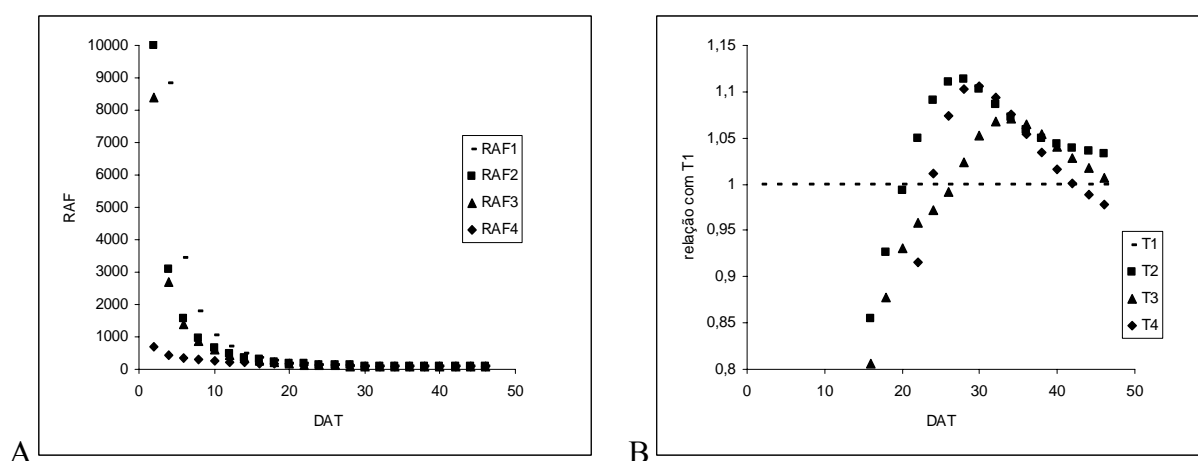 10000
9000
8000
7000
6000
5000
4000
3000
2000
1000
0
RAF
0 10 20 30 40 50
DAT
RAF1
RAF2
RAF3
RAF4
A
1,15
1,1
1,05
1
0,95
0,9
0,85
0,8
relação com T1
0 10 20 30 40 50
DAT
T1
T2
T3
T4
B